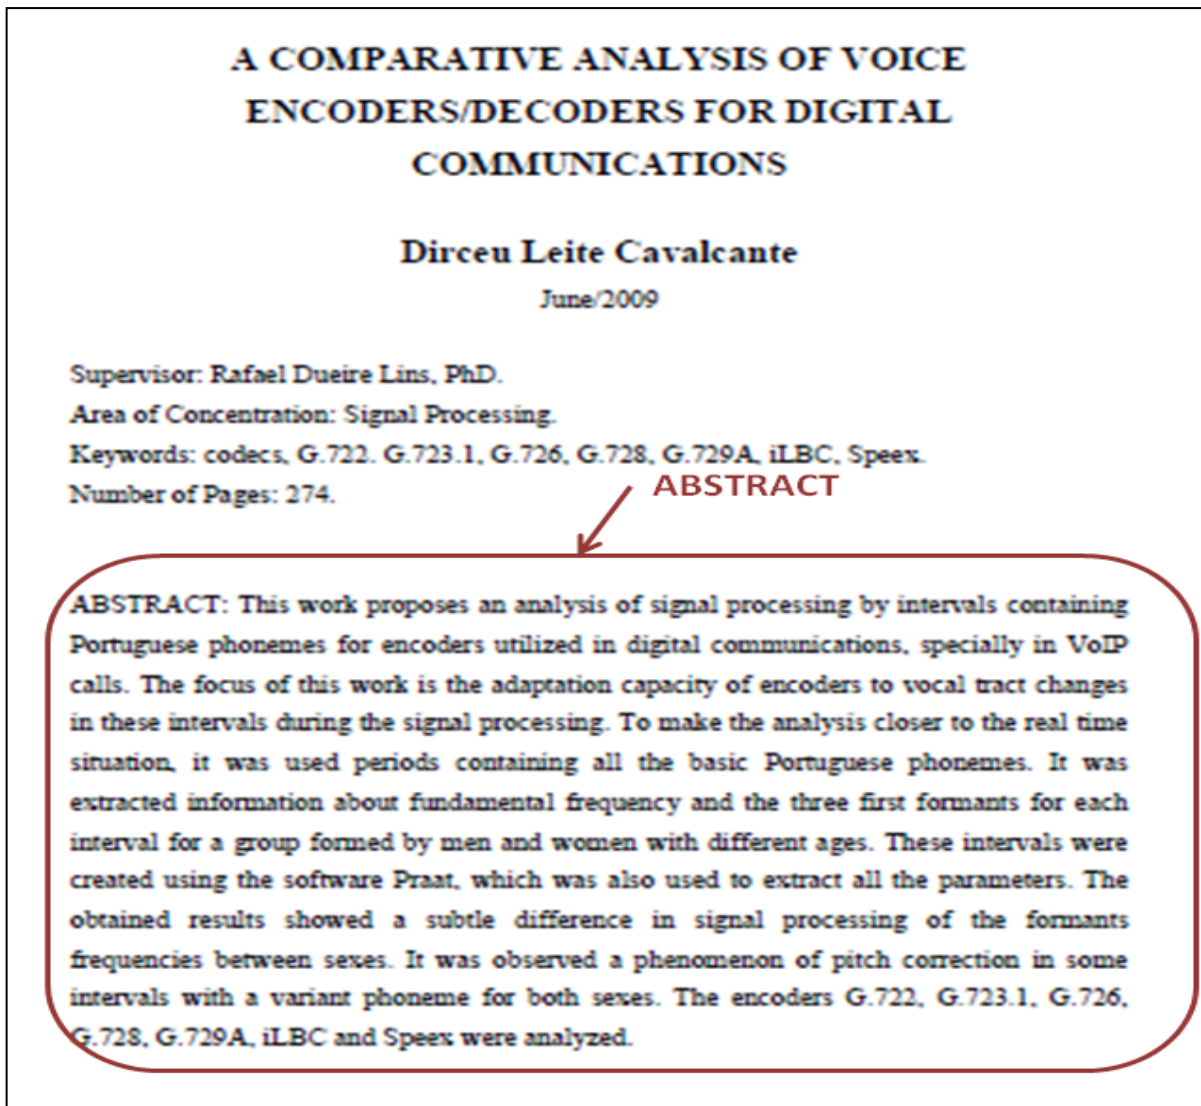 A COMPARATIVE ANALYSIS OF VOICE
ENCODERS/DECODERS FOR DIGITAL
COMMUNICATIONS
Dirceu Leite Cavalcante
June/2009
Supervisor: Rafael Dueire Lins, PhD.
Area of Concentration: Signal Processing.
Keywords: codecs, G.722. G.723.1, G.726, G.728, G.729A, iLBC, Speex.
Number of Pages: 274.
ABSTRACT
ABSTRACT: This work proposes an analysis of signal processing by intervals containing
Portuguese phonemes for encoders utilized in digital communications, specially in VoIP
calls. The focus of this work is the adaptation capacity of encoders to vocal tract changes
in these intervals during the signal processing. To make the analysis closer to the real time
situation, it was used periods containing all the basic Portuguese phonemes. It was
extracted information about fundamental frequency and the three first formants for each
interval for a group formed by men and women with different ages. These intervals were
created using the software Praat, which was also used to extract all the parameters. The
obtained results showed a subtle difference in signal processing of the formants
frequencies between sexes. It was observed a phenomenon of pitch correction in some
intervals with a variant phoneme for both sexes. The encoders G.722, G.723.1, G.726,
G.728, G.729A, iLBC and Speex were analyzed.